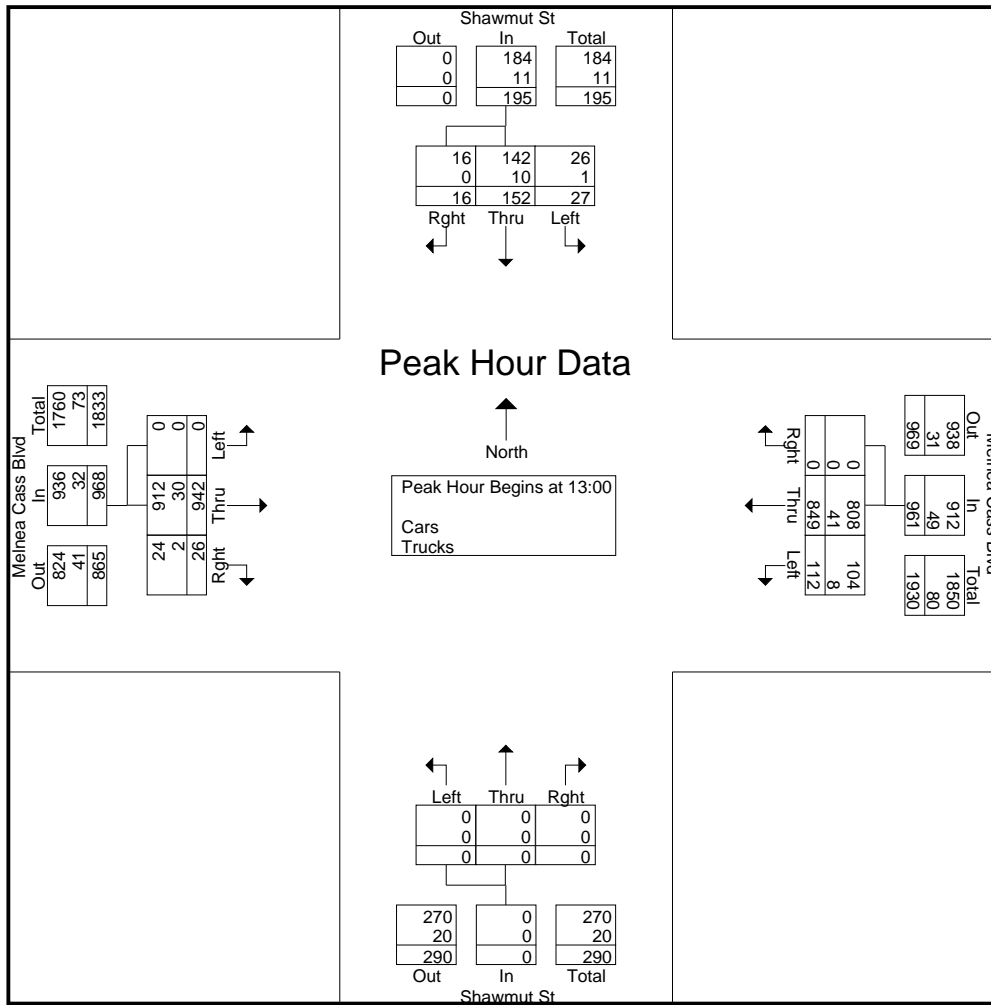 Shawmut St
Out In Total
0 184 184
0 11 11
0 195 195
16 142 26
0 10 1
16 152 27
Rght Thru Left
Peak Hour Data
North
Peak Hour Begins at 13:00
Cars
Trucks
Melnea Cass Blvd
Out In Total
824 936 1760
41 32 73
865 968 1833
24 912 0
2 30 0
26 942 0
Rght Thru Left
Melnea Cass Blvd
Out In Total
938 912 1850
31 49 80
969 961 1930
0 808 104
0 41 8
0 849 112
Rght Thru Left
Left Thru Rght
0 0 0
0 0 0
0 0 0
270 0 270
20 0 20
290 0 290
Out In Total
Shawmut St